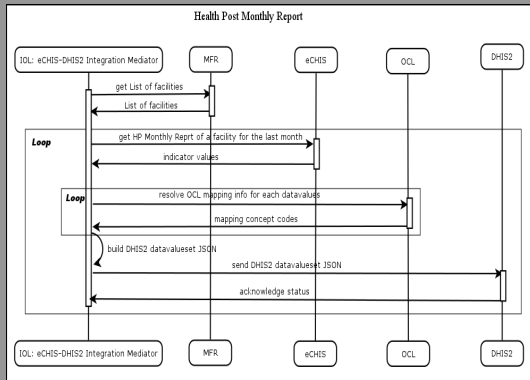 Health Post Monthly Report
IOL: eCHIS-DHIS2 Integration Mediator
MFR
eCHIS
OCL
DHIS2
get List of facilities
List of facilities
Loop
get HP Monthly Reprt of a facility for the last month
indicator values
Loop
resolve OCL mapping info for each datavalues
mapping concept codes
build DHIS2 datavalueset JSON
send DHIS2 datavalueset JSON
acknowledge status
IOL: eCHIS-DHIS2 Integration Mediator
MFR
eCHIS
OCL
DHIS2